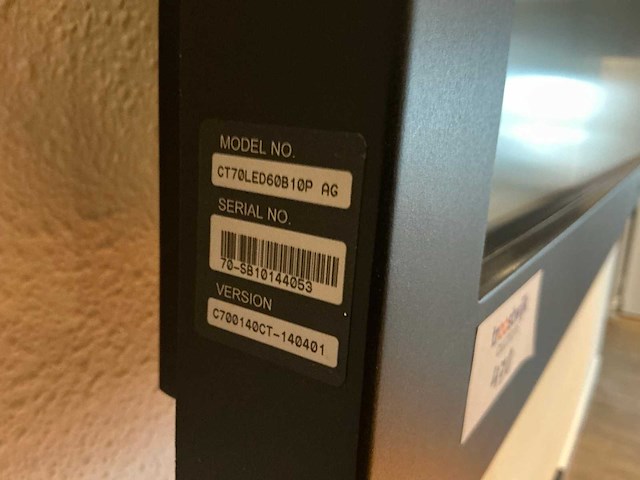 MODEL NO.
CT70LED60B10P AG
SERIAL NO.
70-SB10144053
VERSION
C700140CT-140401